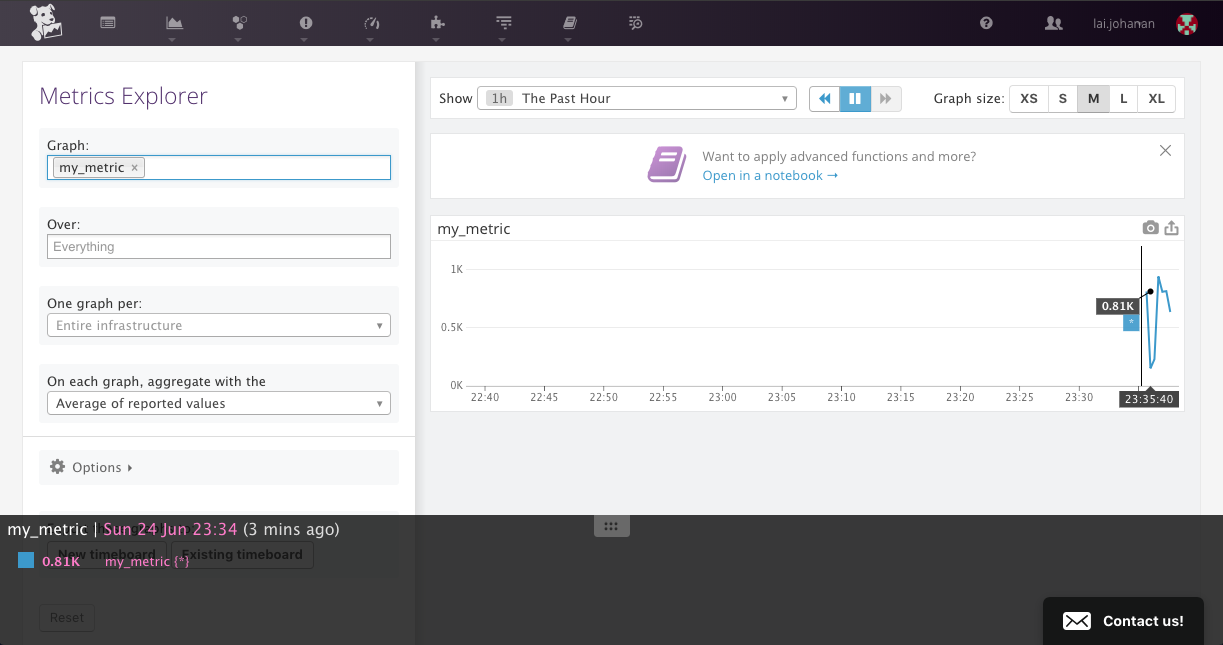 lai.johanan
Metrics Explorer
Graph:
my_metric ×
Over:
Everything
One graph per:
Entire infrastructure
On each graph, aggregate with the
Average of reported values
Options
Show 1h The Past Hour
Graph size: XS S M L XL
Want to apply advanced functions and more?
Open in a notebook →
my_metric
1K
0.81K
*
0.5K
0K
22:40 22:45 22:50 22:55 23:00 23:05 23:10 23:15 23:20 23:25 23:30
23:35:40
my_metric | Sun 24 Jun 23:34 (3 mins ago)
New timeboard Existing timeboard
0.81K my_metric {*}
Reset
Contact us!